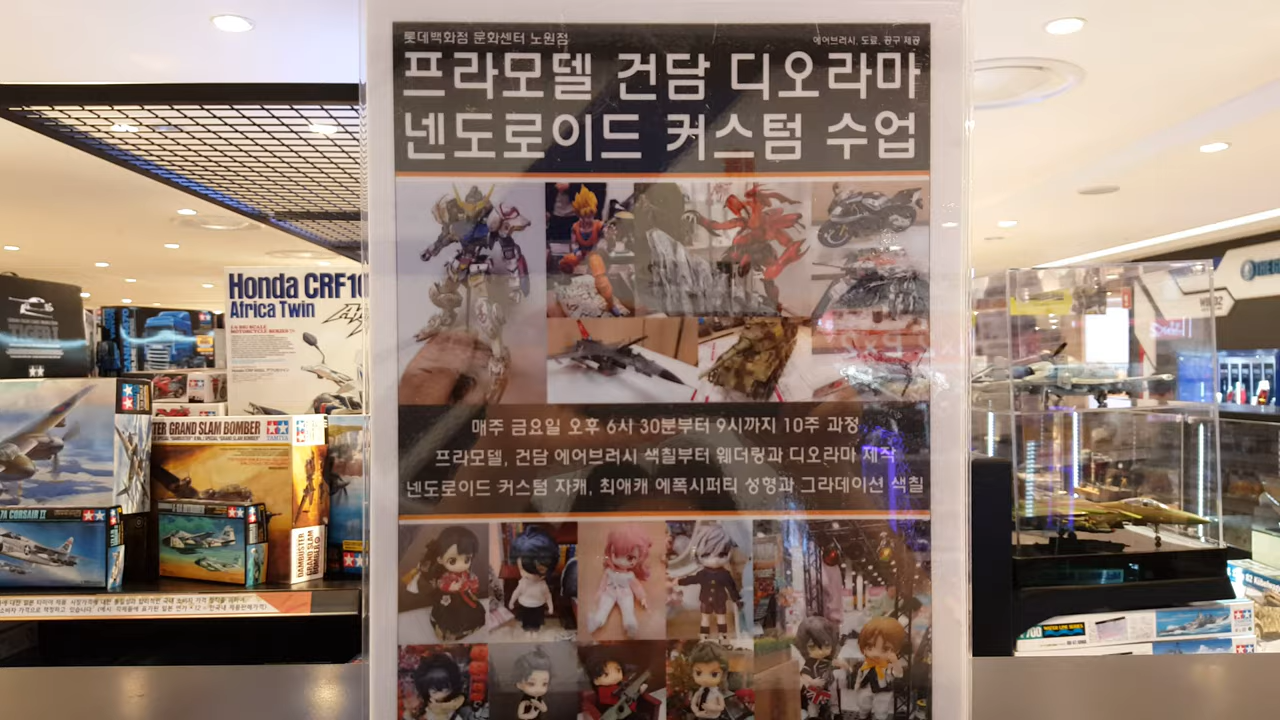 롯데백화점 문화센터 노원점
에어브러시, 도료, 공구 제공
프라모델 건담 디오라마
넨도로이드 커스텀 수업
매주 금요일 오후 6시 30분부터 9시까지 10주 과정
프라모델, 건담 에어브러시 색칠부터 웨더링과 디오라마 제작
넨도로이드 커스텀 자캐, 최애캐 에폭시퍼티 성형과 그라데이션 색칠
Honda CRF10
Africa Twin
TER GRAND SLAM BOMBER
TAMIYA
CORSAIR II
DAMBUSTER
GRAND SLAM